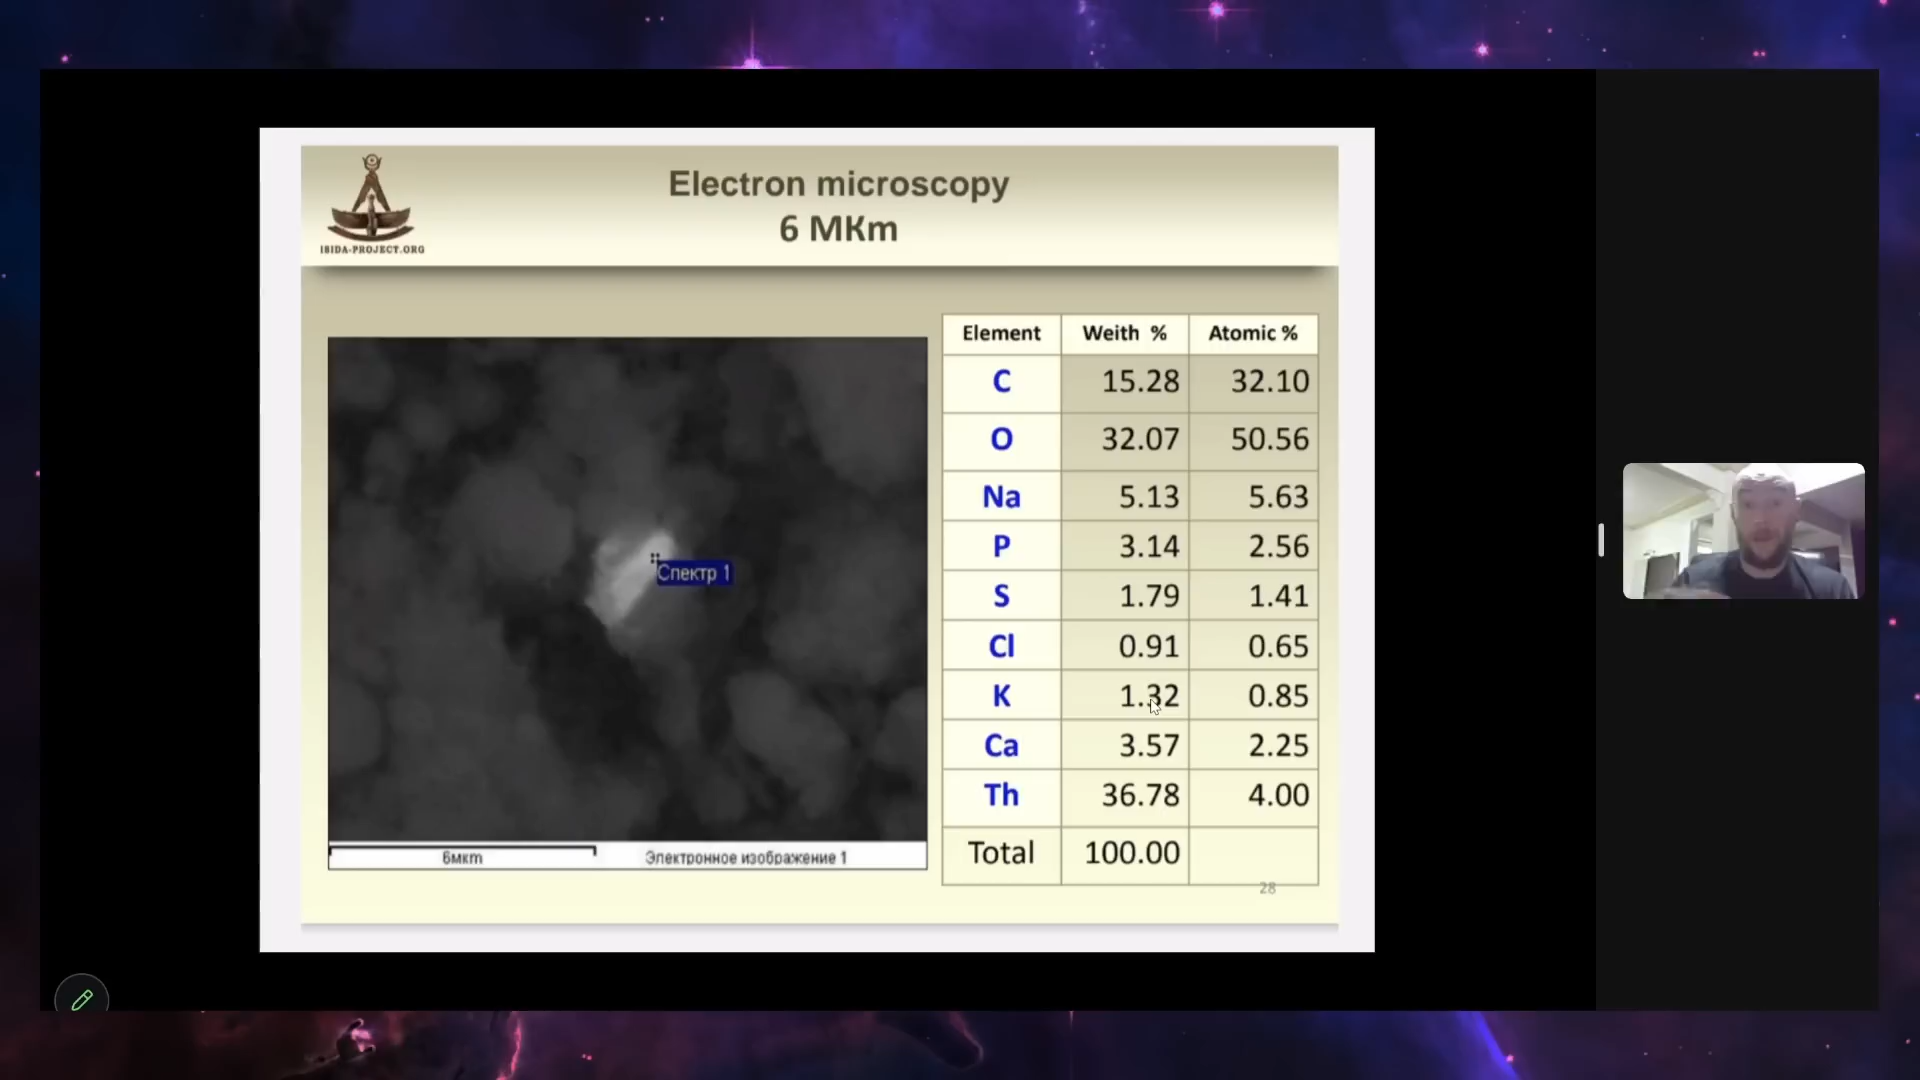 Electron microscopy
6 MKm
ISIDA-PROJECT.ORG
Element Weith % Atomic %
C 15.28 32.10
O 32.07 50.56
Na 5.13 5.63
P 3.14 2.56
S 1.79 1.41
Cl 0.91 0.65
K 1.32 0.85
Ca 3.57 2.25
Th 36.78 4.00
Total 100.00
Спектр 1
6мкm Электронное изображение 1
28